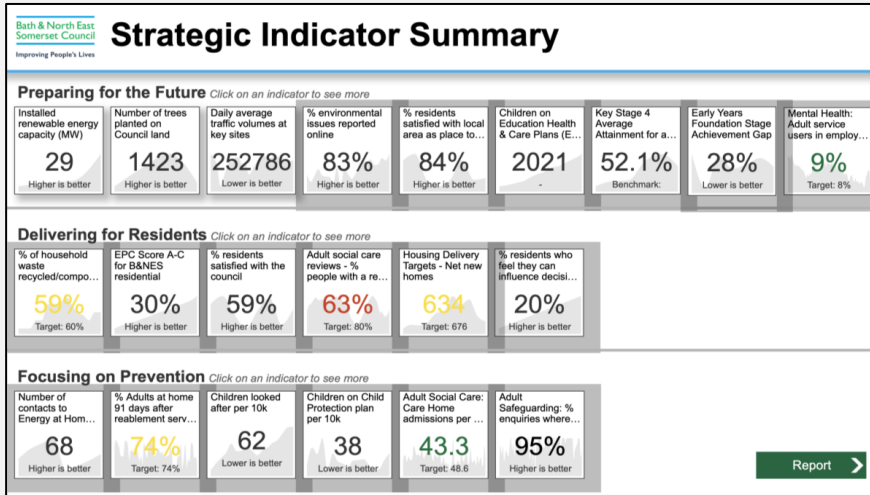 Bath & North East
Somerset Council
Improving People's Lives
Strategic Indicator Summary
Preparing for the Future Click on an indicator to see more
Installed
renewable energy
capacity (MW)
29
Higher is better
Number of trees
planted on
Council land
1423
Higher is better
Daily average
traffic volumes at
key sites
252786
Lower is better
% environmental
issues reported
online
83%
Higher is better
% residents
satisfied with local
area as place to...
84%
Higher is better
Children on
Education Health
& Care Plans (E...
2021
-
Key Stage 4
Average
Attainment for a...
52.1%
Benchmark:
Early Years
Foundation Stage
Achievement Gap
28%
Lower is better
Mental Health:
Adult service
users in employ...
9%
Target: 8%
Delivering for Residents Click on an indicator to see more
% of household
waste
recycled/compo...
59%
Target: 60%
EPC Score A-C
for B&NES
residential
30%
Higher is better
% residents
satisfied with the
council
59%
Higher is better
Adult social care
reviews - %
people with a re...
63%
Target: 80%
Housing Delivery
Targets - Net new
homes
634
Target: 676
% residents who
feel they can
influence decisi...
20%
Higher is better
Focusing on Prevention Click on an indicator to see more
Number of
contacts to
Energy at Hom...
68
Higher is better
% Adults at home
91 days after
reablement serv...
74%
Target: 74%
Children looked
after per 10k
62
Lower is better
Children on Child
Protection plan
per 10k
38
Lower is better
Adult Social Care:
Care Home
admissions per ...
43.3
Target: 48.6
Adult
Safeguarding: %
enquiries where...
95%
Higher is better
Report